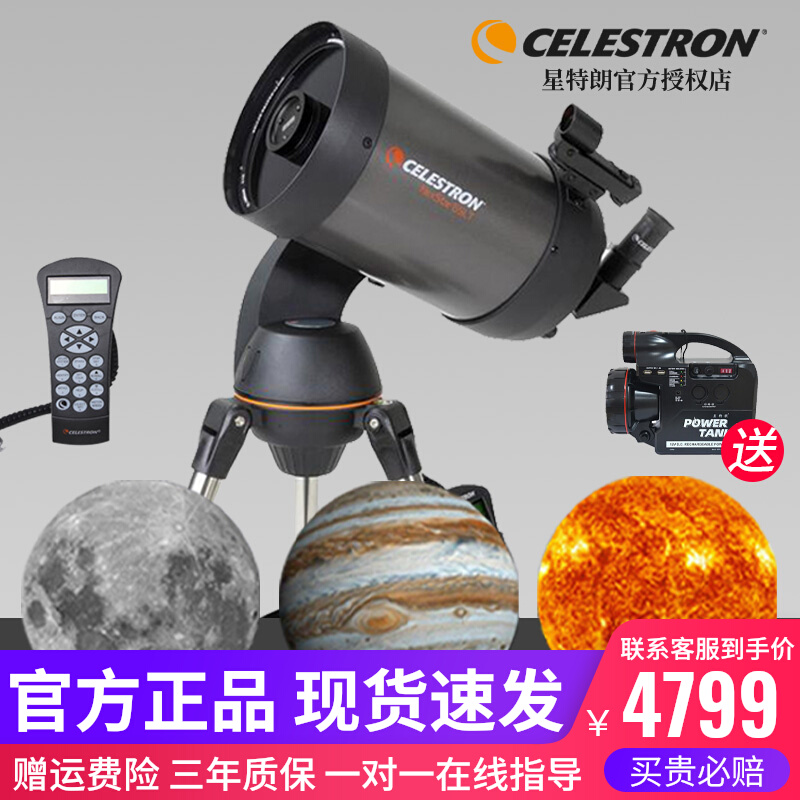 CELESTRON
星特朗官方授权店
CELESTRON
NexStar 6SLT
CELESTRON
POWER
TANK
送
官方正品 现货速发
联系客服到手价
￥4799
赠运费险 三年质保 一对一在线指导
买贵必赔